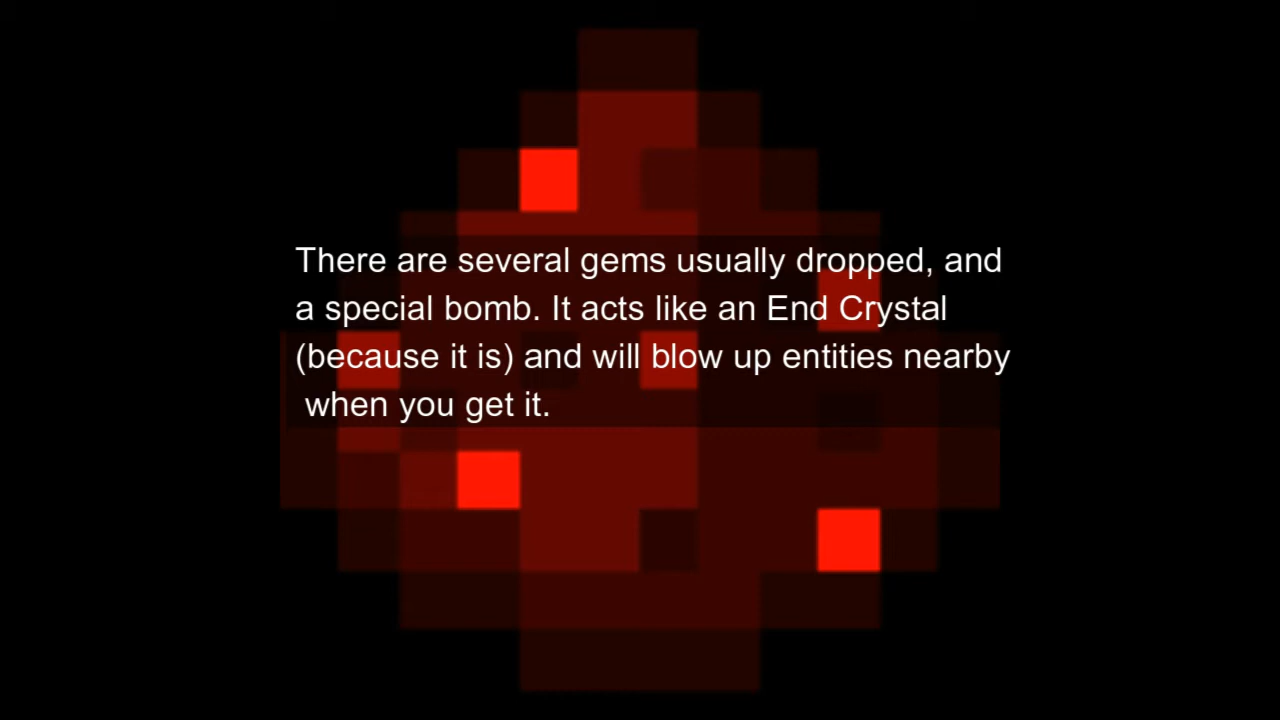 There are several gems usually dropped, and
a special bomb. It acts like an End Crystal
(because it is) and will blow up entities nearby
when you get it.